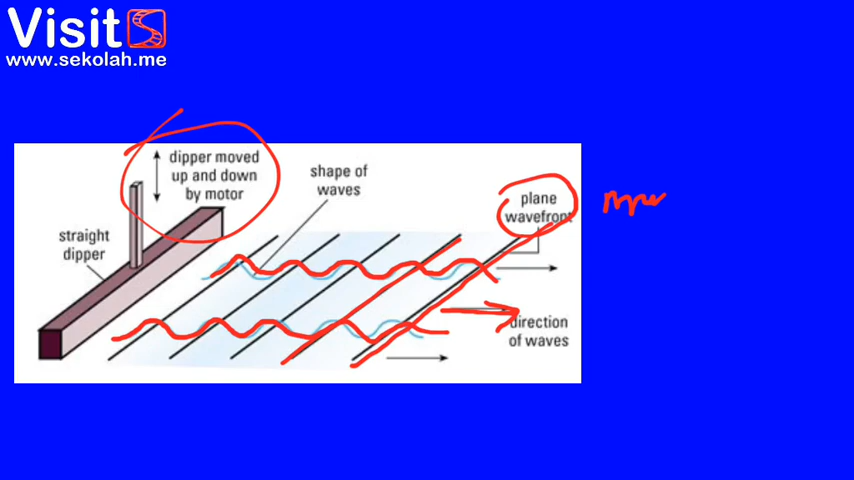 Visit S
www.sekolah.me
dipper moved
up and down
by motor
shape of
waves
plane
wavefront
straight
dipper
direction
of waves